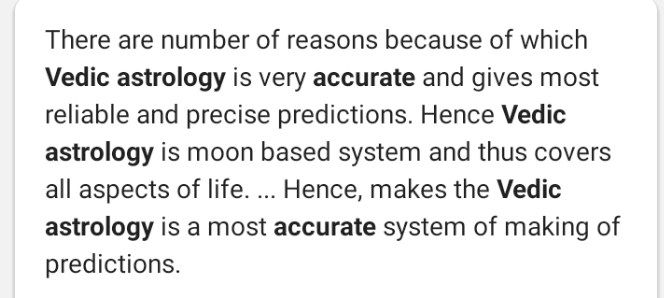 There are number of reasons because of which
Vedic astrology is very accurate and gives most
reliable and precise predictions. Hence Vedic
astrology is moon based system and thus covers
all aspects of life. ... Hence, makes the Vedic
astrology is a most accurate system of making of
predictions.